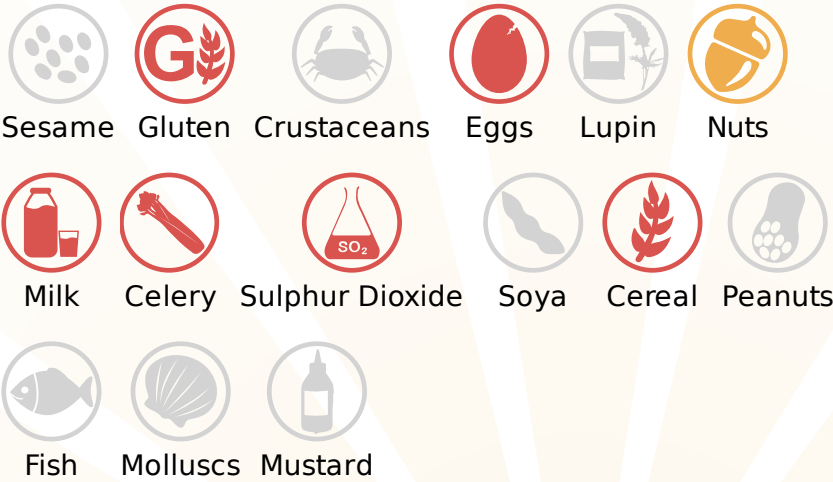 G
Sesame Gluten Crustaceans Eggs Lupin Nuts
SO₂
Milk Celery Sulphur Dioxide Soya Cereal Peanuts
Fish Molluscs Mustard